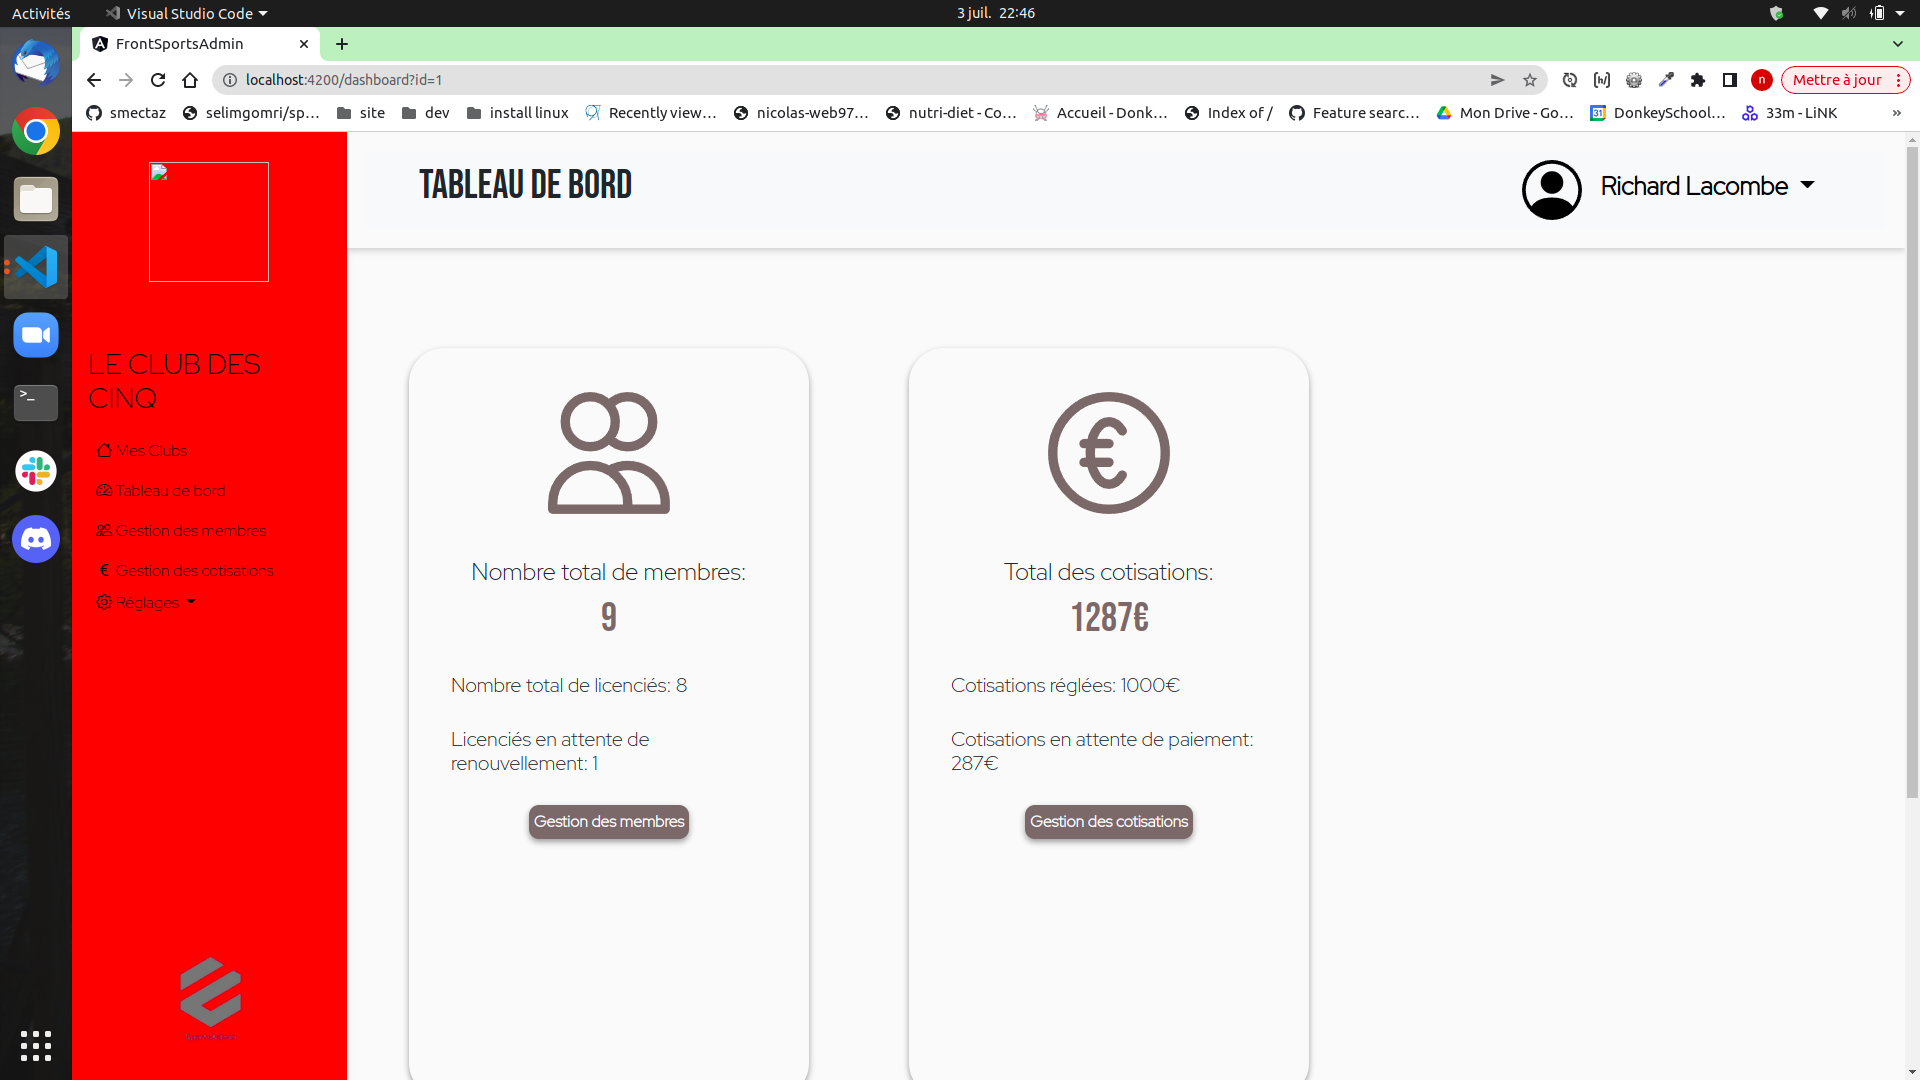 Activités
Visual Studio Code
3 juil. 22:46
FrontSportsAdmin
localhost:4200/dashboard?id=1
n
Mettre à jour
smectaz
selimgomri/sp…
site
dev
install linux
Recently view…
nicolas-web97…
nutri-diet - Co…
Accueil - Donk…
Index of /
Feature searc…
Mon Drive - Go…
31
DonkeySchool…
33m - LiNK
»
TABLEAU DE BORD
Richard Lacombe
LE CLUB DES
CINQ
Mes Clubs
Tableau de bord
Gestion des membres
€ Gestion des cotisations
Réglages
Nombre total de membres:
9
Nombre total de licenciés: 8
Licenciés en attente de
renouvellement: 1
Gestion des membres
€
Total des cotisations:
1287€
Cotisations réglées: 1000€
Cotisations en attente de paiement:
287€
Gestion des cotisations